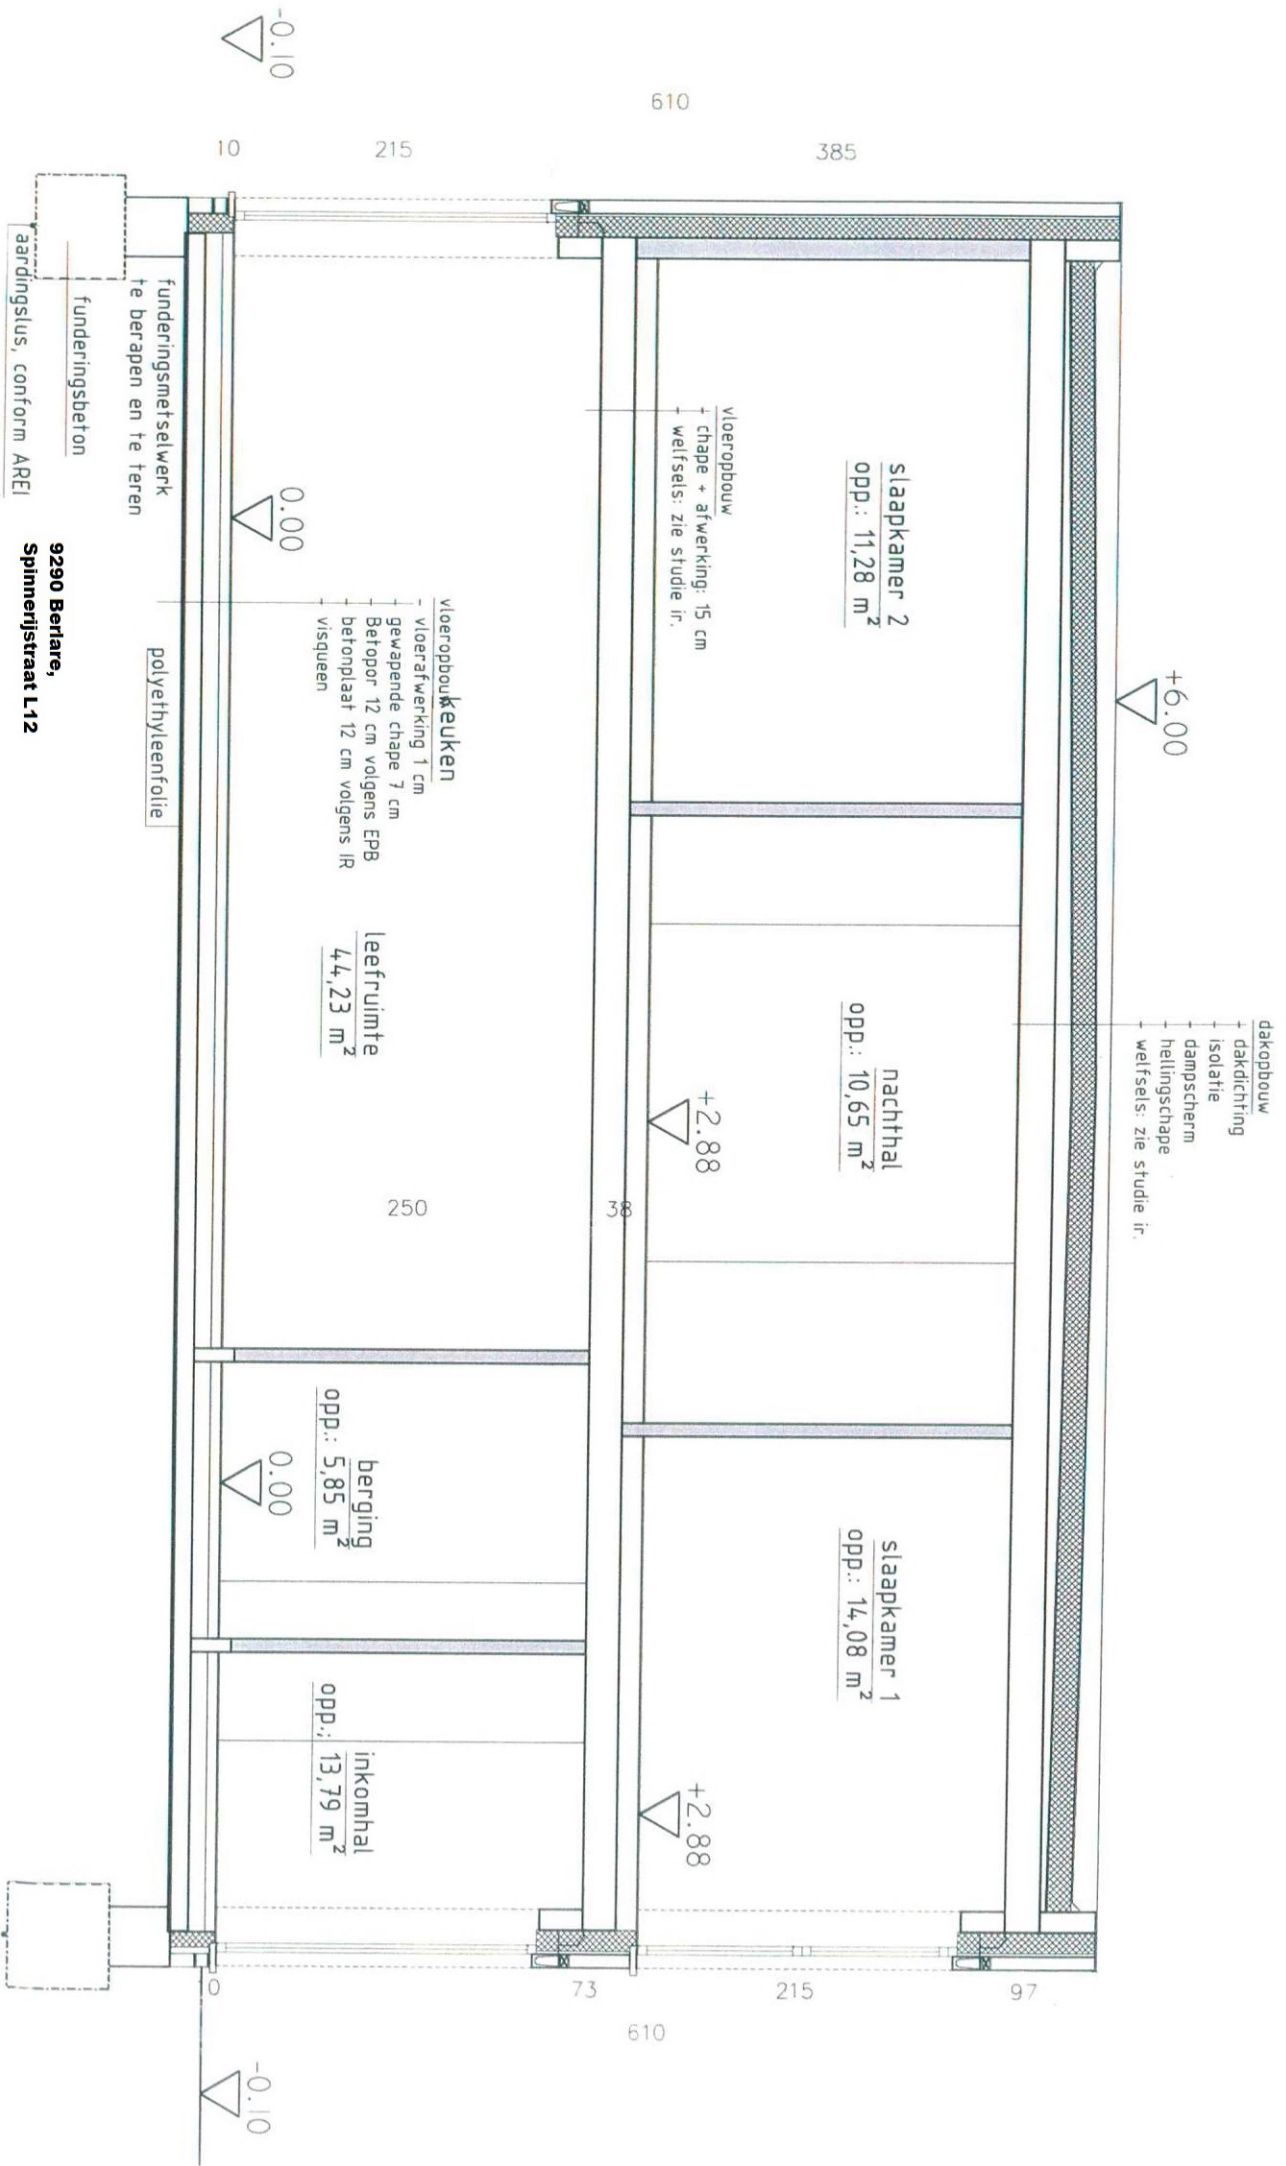 dakopbouw
- dakdichting
- isolatie
- dampscherm
- hellingschape
- welfsels: zie studie ir.
+6.00
slaapkamer 2
opp.: 11,28 m²
nachthal
opp.: 10,65 m²
slaapkamer 1
opp.: 14,08 m²
vloeropbouw
- chape + afwerking: 15 cm
- welfsels: zie studie ir.
+2.88
+2.88
38
250
keuken
vloeropbouw
- vloerafwerking 1 cm
- gewapende chape 7 cm
- Betopor 12 cm volgens EPB
- betonplaat 12 cm volgens IR
- visqueen
leefruimte
44,23 m²
berging
opp.: 5,85 m²
inkomhal
opp.: 13,79 m²
0.00
0.00
-0.10
-0.10
610
10
215
385
10
73
215
97
610
funderingsmetselwerk
te berapen en te teren
polyethyleenfolie
funderingsbeton
aardingslus, conform AREI
9290 Berlare,
Spinnerijstraat L12